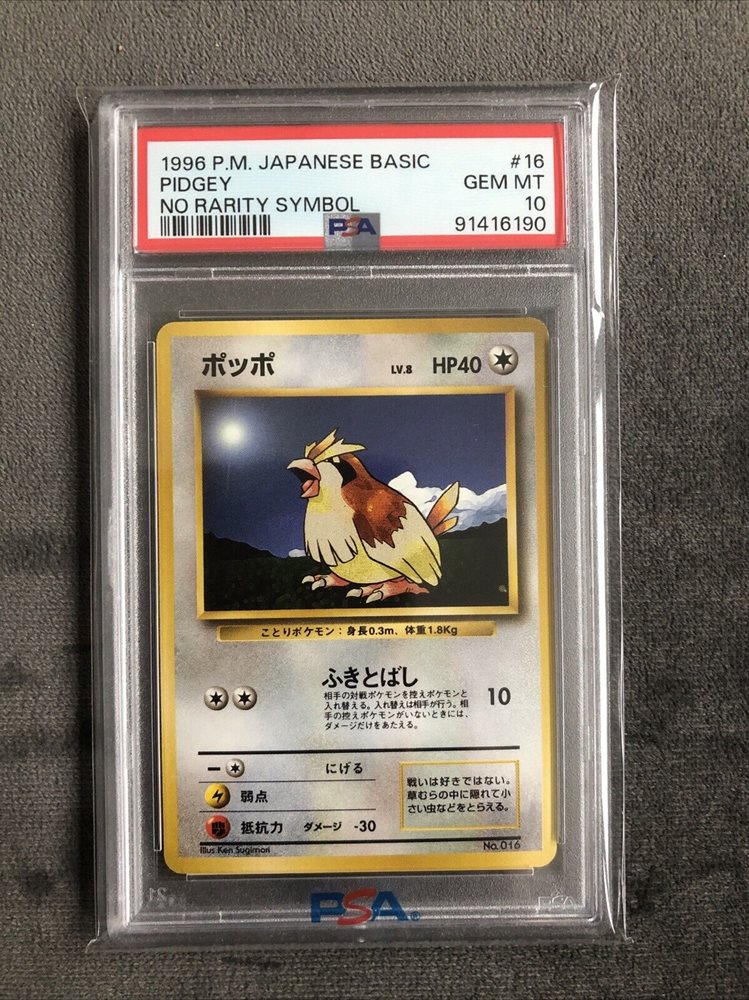 1996 P.M. JAPANESE BASIC #16
PIDGEY GEM MT
NO RARITY SYMBOL 10
PSA 91416190
ポッポ LV.8 HP40
ことりポケモン：身長0.3m、体重1.8Kg
ふきとばし 10
相手の対戦ポケモンを控えポケモンと
入れ替える。入れ替えは相手が行う。相
手の控えポケモンがいないときには、
ダメージだけをあたえる。
にげる
弱点
抵抗力 ダメージ -30
戦いは好きではない。
草むらの中に隠れて小
さい虫などをとらえる。
Illus. Ken Sugimori No. 016
PSA®